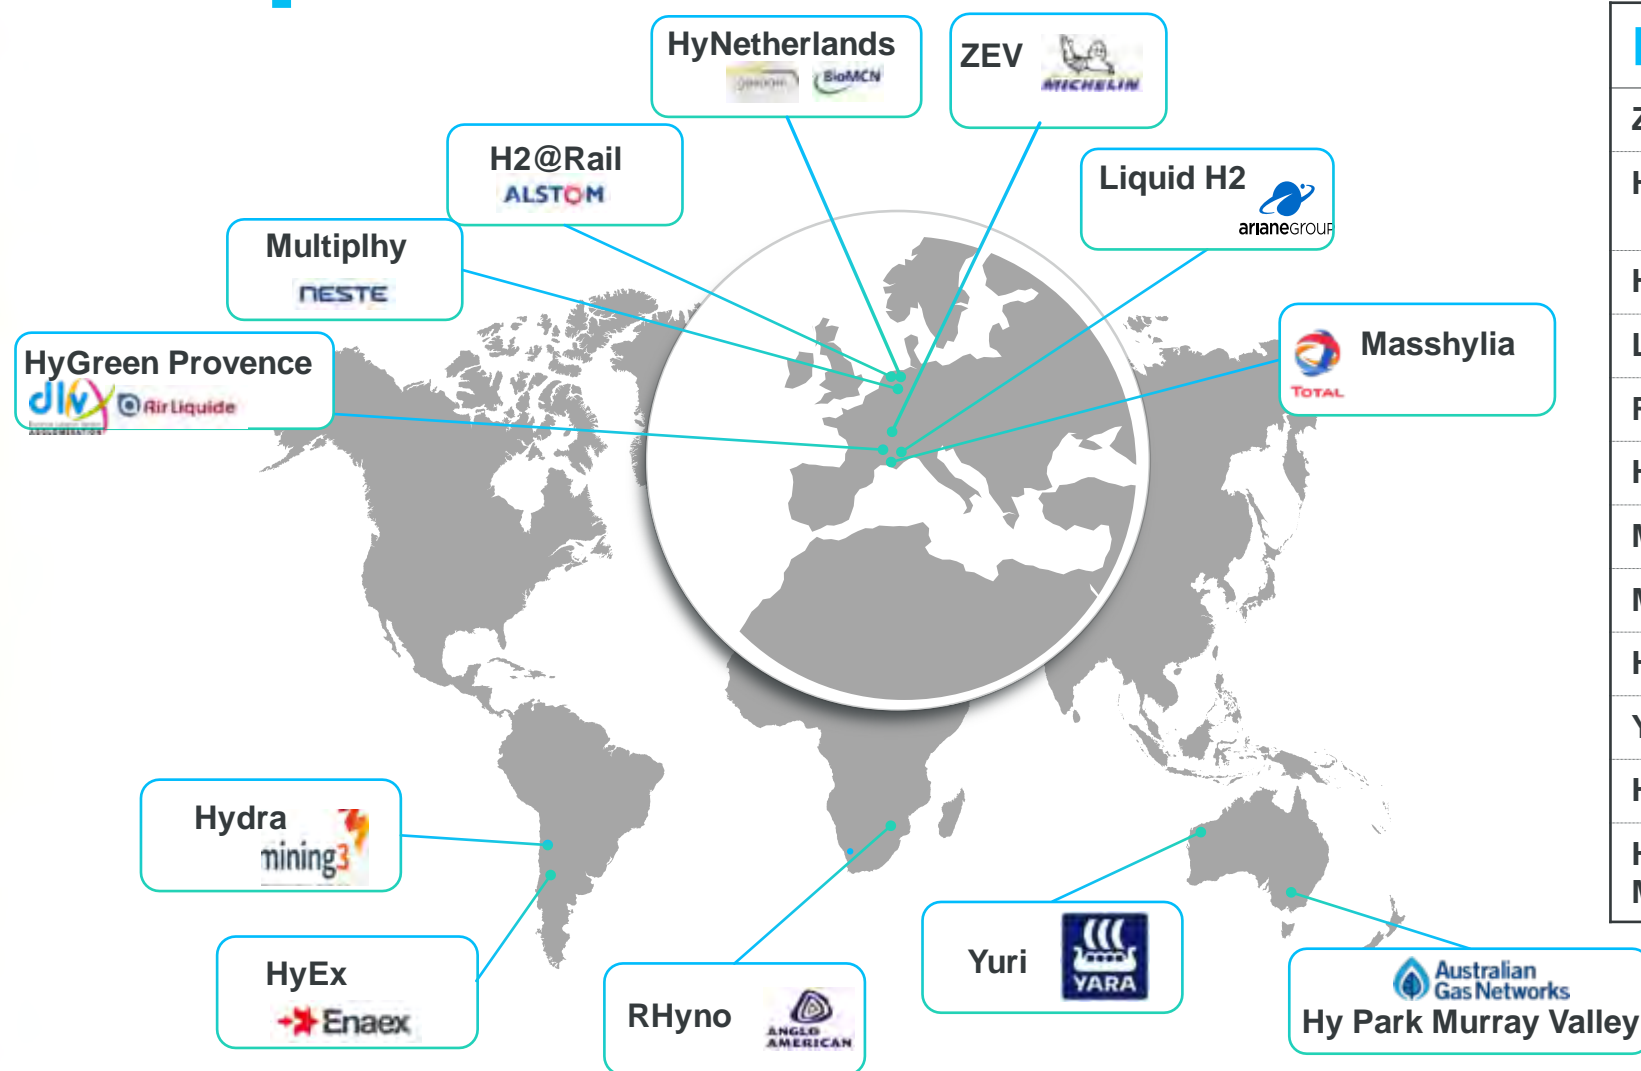 HyNetherlands
BioMCN
ZEV
MICHELIN
H2@Rail
ALSTOM
Liquid H2
arianeGROUP
Multiplhy
NESTE
HyGreen Provence
dlv
Air Liquide
Masshylia
TOTAL
Hydra
mining3
HyEx
Enaex
RHyno
ANGLO
AMERICAN
Yuri
YARA
Australian
Gas Networks
Hy Park Murray Valley
Z
H
H
L
F
H
M
M
H
Y
H
H
M